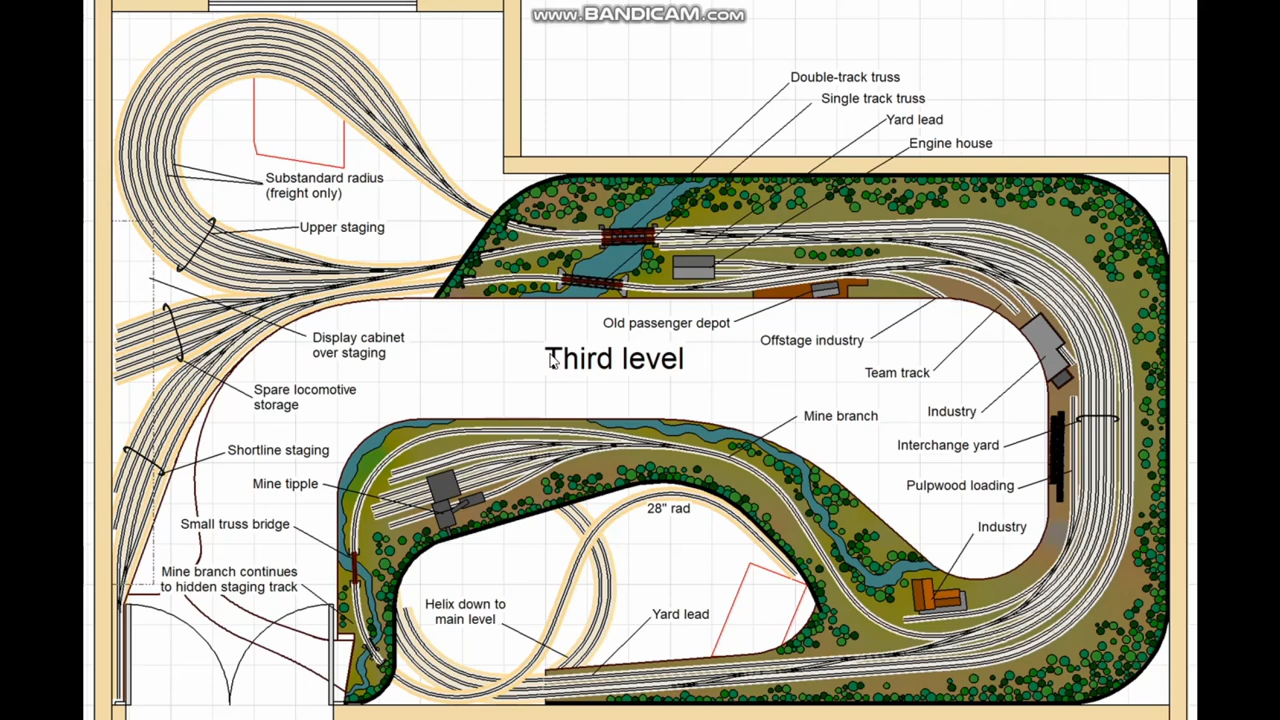 www.BANDICAM.com
Double-track truss
Single track truss
Yard lead
Engine house
Substandard radius
(freight only)
Upper staging
Display cabinet
over staging
Old passenger depot
Offstage industry
Third level
Team track
Spare locomotive
storage
Industry
Mine branch
Interchange yard
Shortline staging
Mine tipple
Pulpwood loading
28" rad
Small truss bridge
Industry
Mine branch continues
to hidden staging track
Helix down to
main level
Yard lead